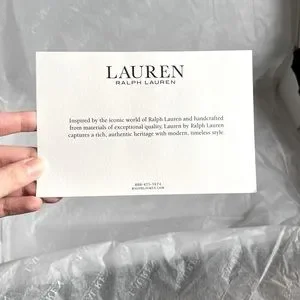 LAUREN
RALPH LAUREN
Inspired by the iconic world of Ralph Lauren and handcrafted
from materials of exceptional quality, Lauren by Ralph Lauren
captures a rich, authentic heritage with modern, timeless style.